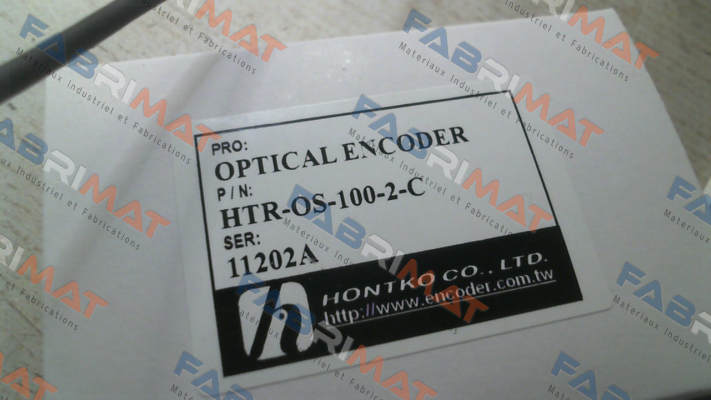 PRO:
OPTICAL ENCODER
P/N:
HTR-OS-100-2-C
SER:
11202A
HONTKO CO., LTD.
http://www.encoder.com.tw
FABRIMAT
Materiaux Industriel et Fabrications